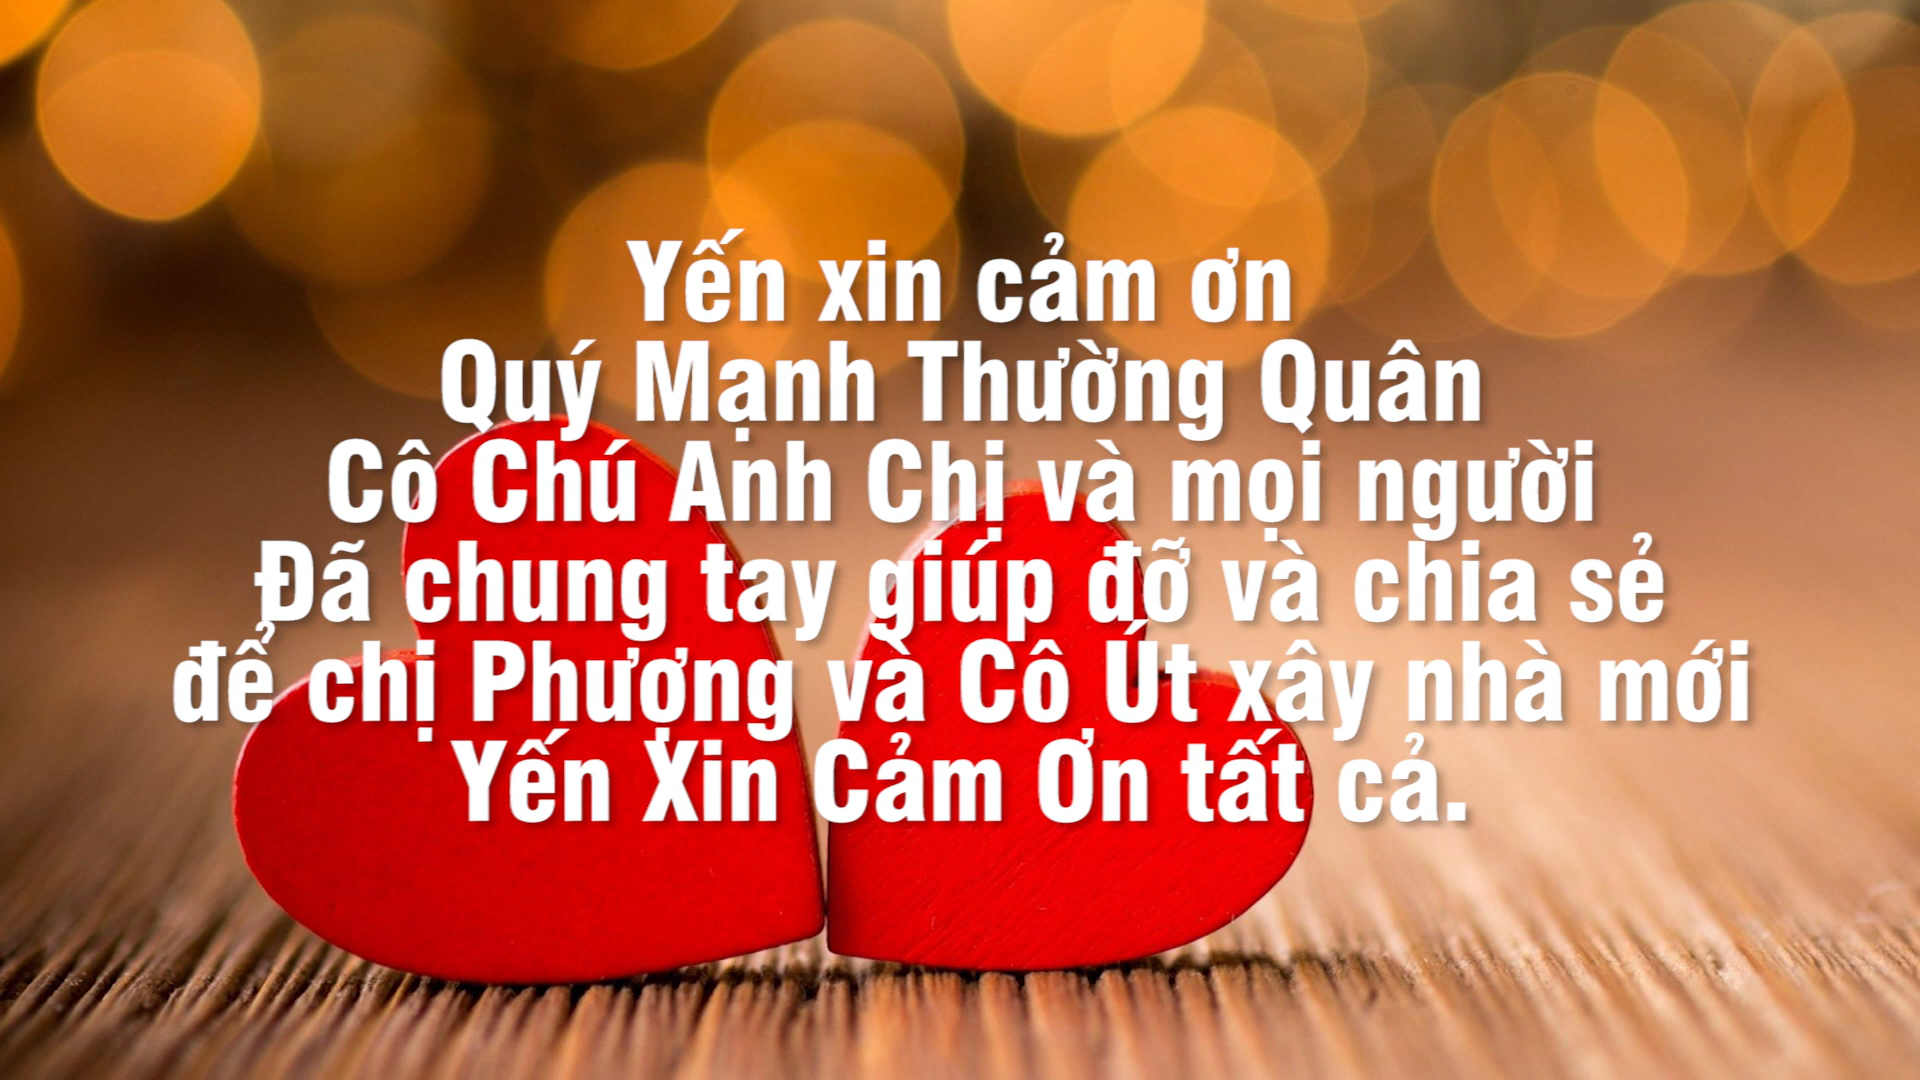 Yến xin cảm ơn
Quý Mạnh Thường Quân
Cô Chú Anh Chị và mọi người
Đã chung tay giúp đỡ và chia sẻ
để chị Phượng và Cô Út xây nhà mới
Yến Xin Cảm Ơn tất cả.